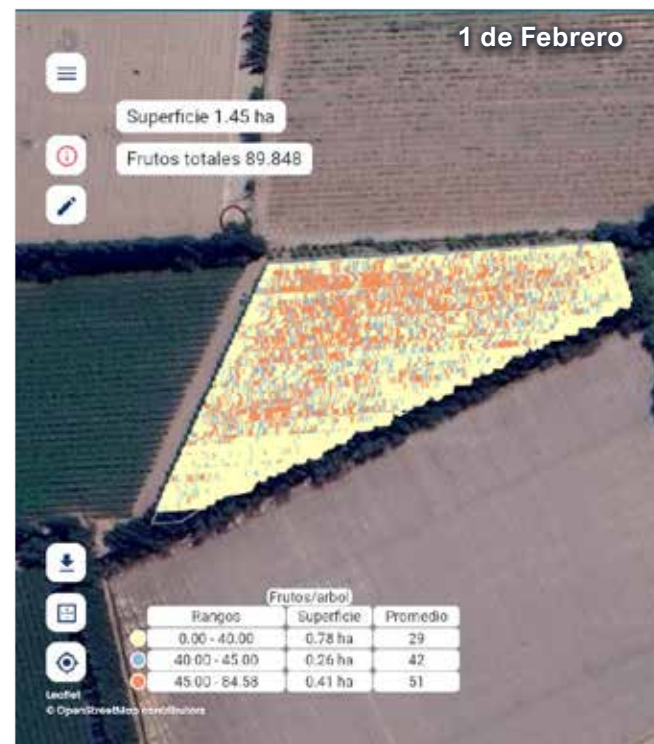 1 de Febrero
Superficie 1.45 ha
Frutos totales 89.848
Frutos/arbol
Rangos Superficie Promedio
0.00 - 40.00 0.78 ha 29
40.00 - 45.00 0.26 ha 42
45.00 - 84.58 0.41 ha 51
Leaflet
© OpenStreetMap contributors